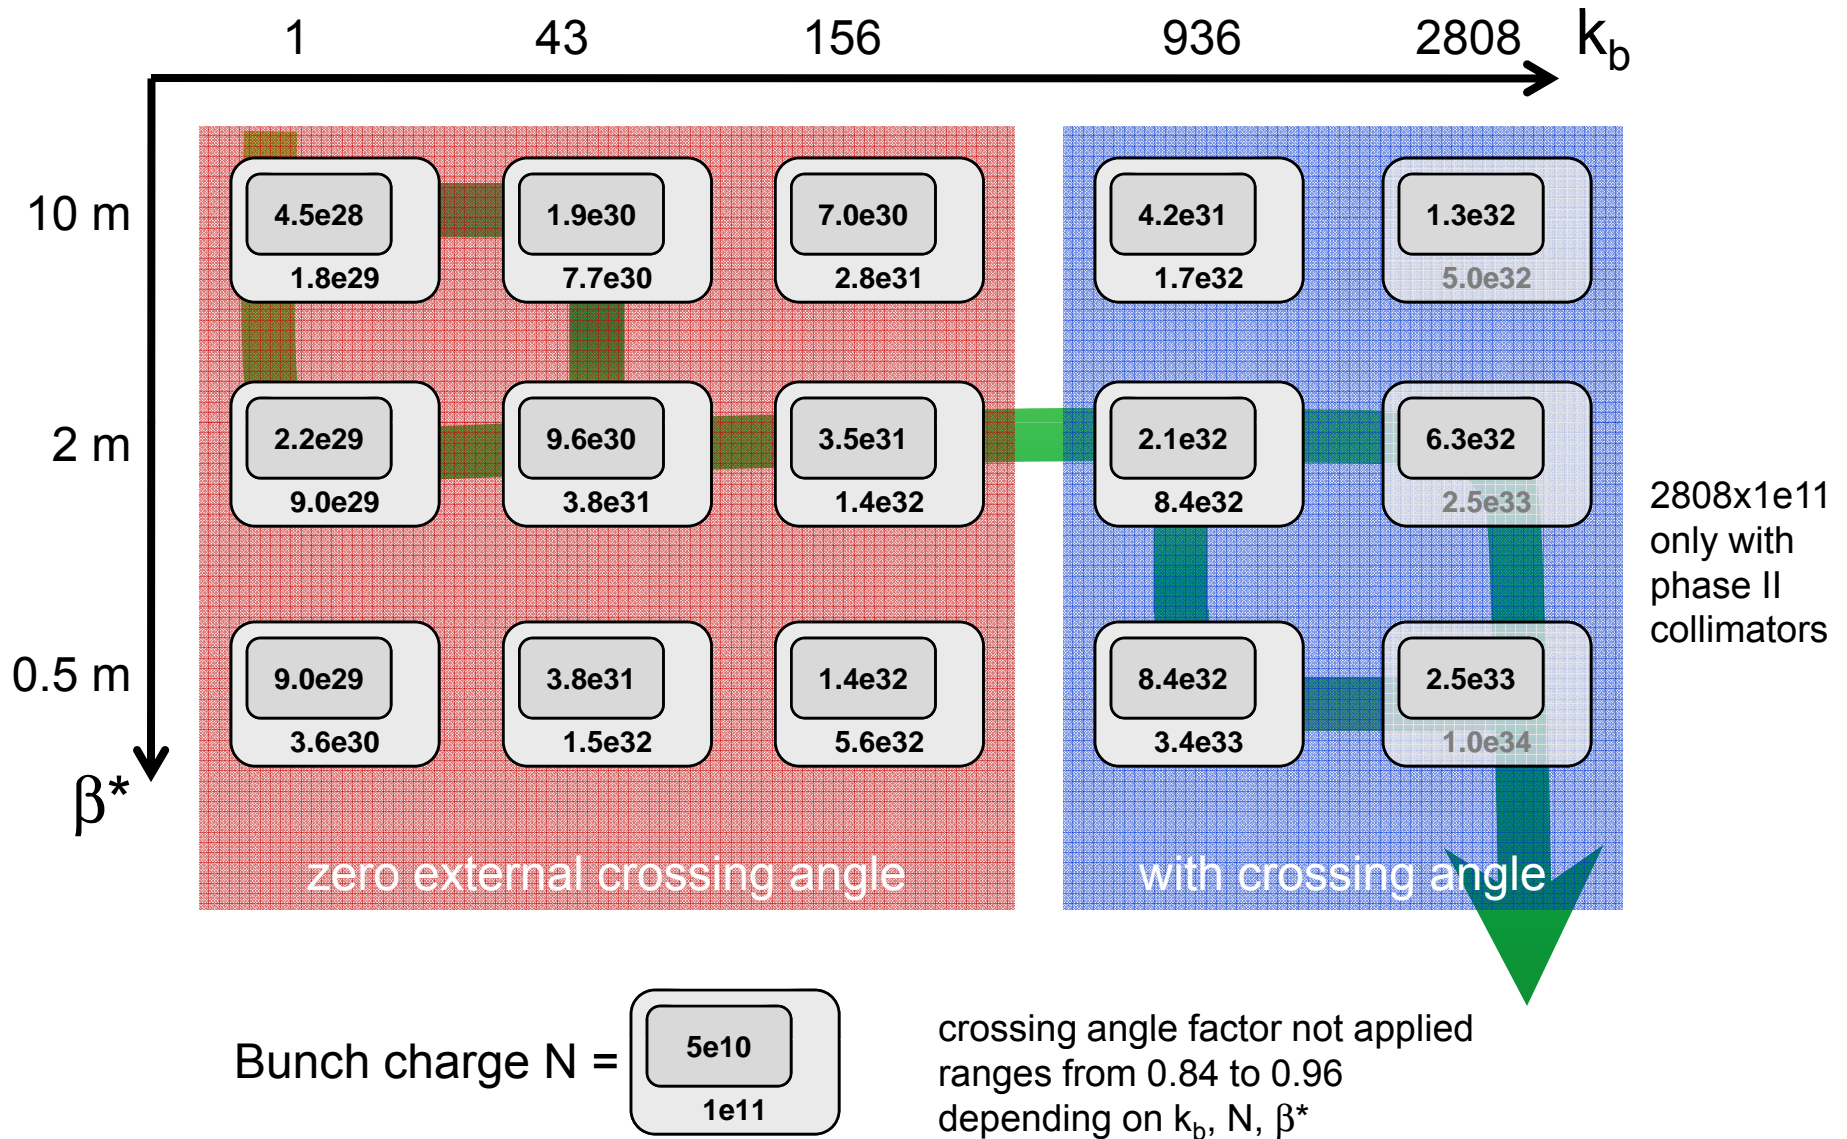 1 43 156 936 2808 k_b
10 m 4.5e28 1.9e30 7.0e30 4.2e31 1.3e32
1.8e29 7.7e30 2.8e31 1.7e32 5.0e32
2 m 2.2e29 9.6e30 3.5e31 2.1e32 6.3e32
9.0e29 3.8e31 1.4e32 8.4e32 2.5e33
2808x1e11
only with
phase II
collimators
0.5 m 9.0e29 3.8e31 1.4e32 8.4e32 2.5e33
3.6e30 1.5e32 5.6e32 3.4e33 1.0e34
β*
zero external crossing angle with crossing angle
Bunch charge N = 5e10
1e11
crossing angle factor not applied
ranges from 0.84 to 0.96
depending on k_b, N, β*